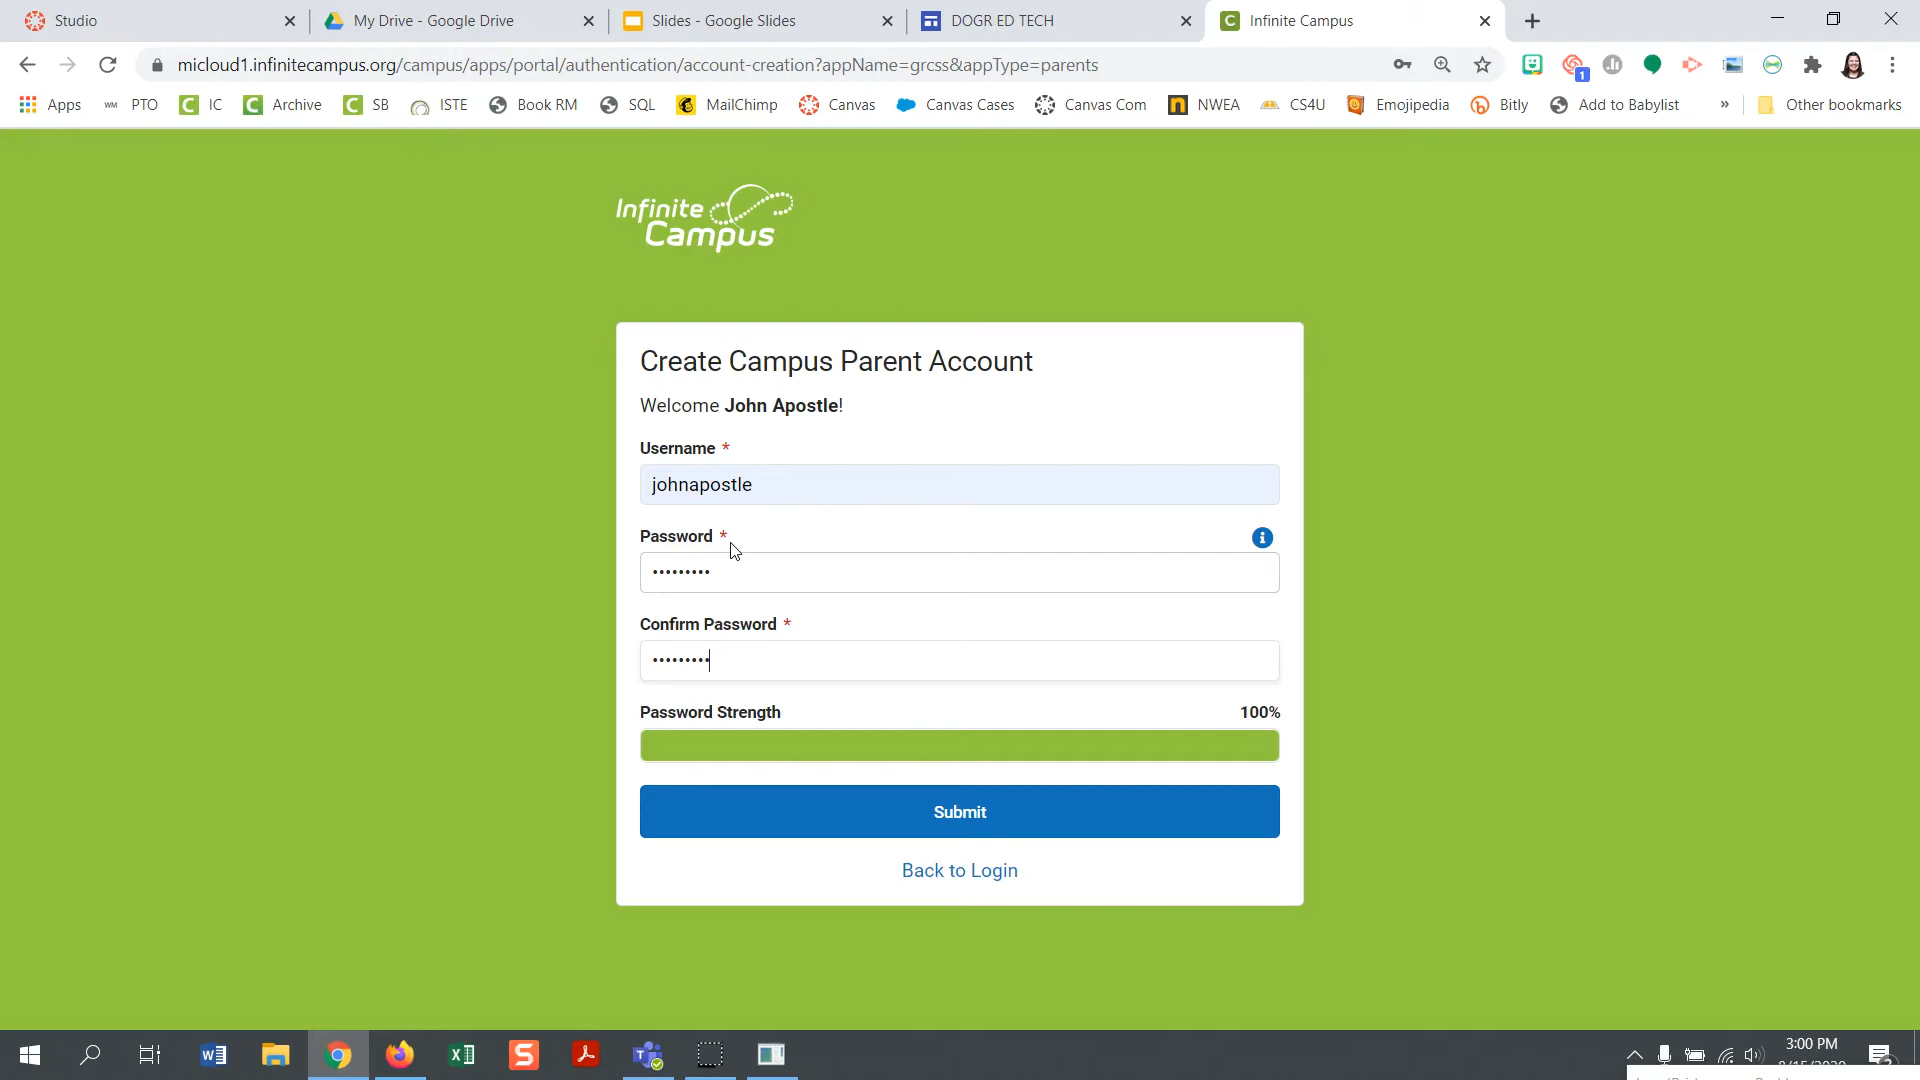 Studio
My Drive - Google Drive
Slides - Google Slides
DOGR ED TECH
Infinite Campus
micloud1.infinitecampus.org/campus/apps/portal/authentication/account-creation?appName=grcss&appType=parents
1
Apps
WM PTO
IC
Archive
SB
ISTE
Book RM
SQL
MailChimp
Canvas
Canvas Cases
Canvas Com
NWEA
CS4U
Emojipedia
Bitly
Add to Babylist
»
Other bookmarks
Infinite
Campus
Create Campus Parent Account
Welcome John Apostle!
Username *
johnapostle
Password *
•••••••••
Confirm Password *
•••••••••
Password Strength 100%
Submit
Back to Login
3:00 PM